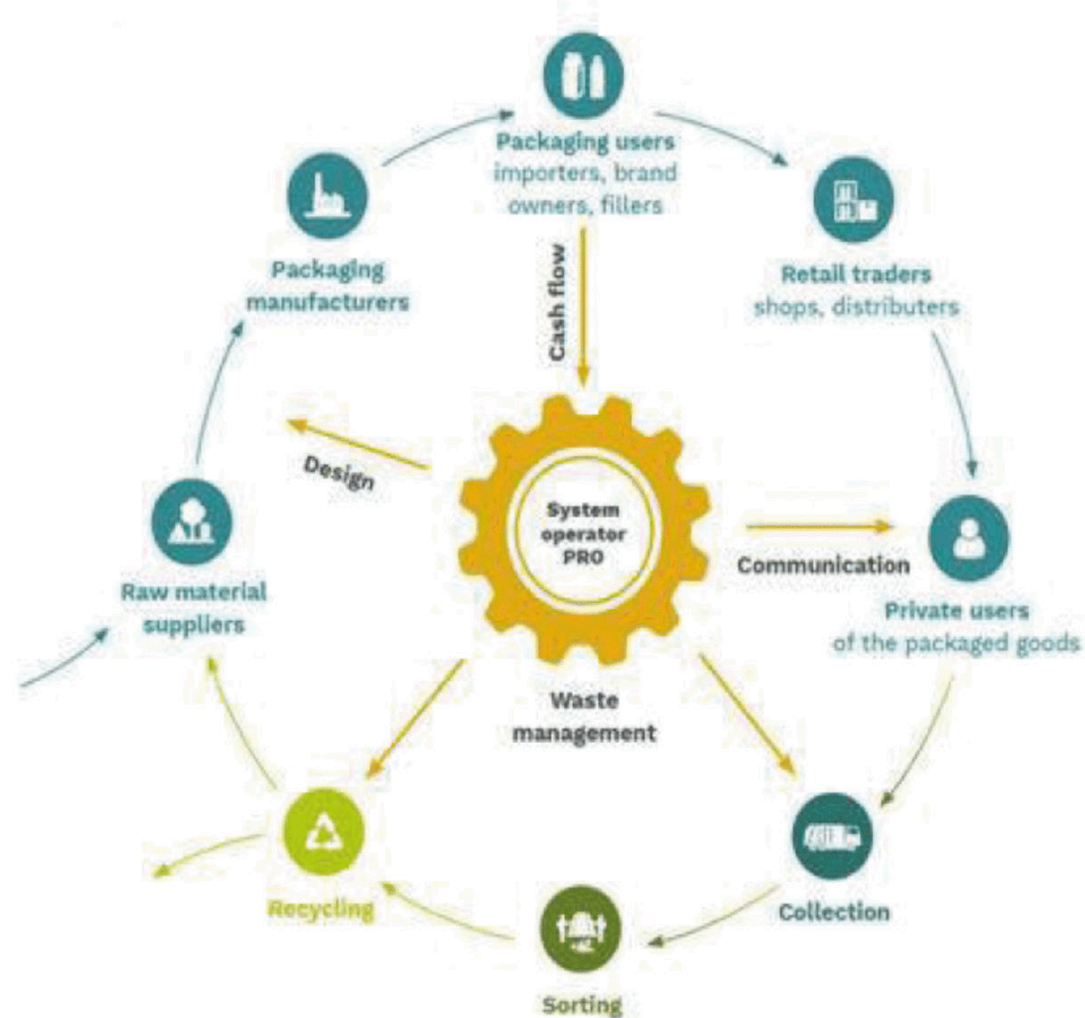 Packaging users
importers, brand
owners, fillers
Packaging
manufacturers
Retail traders
shops, distributers
Cash flow
Design
System
operator
PRO
Communication
Raw material
suppliers
Private users
of the packaged goods
Waste
management
Recycling
Collection
Sorting